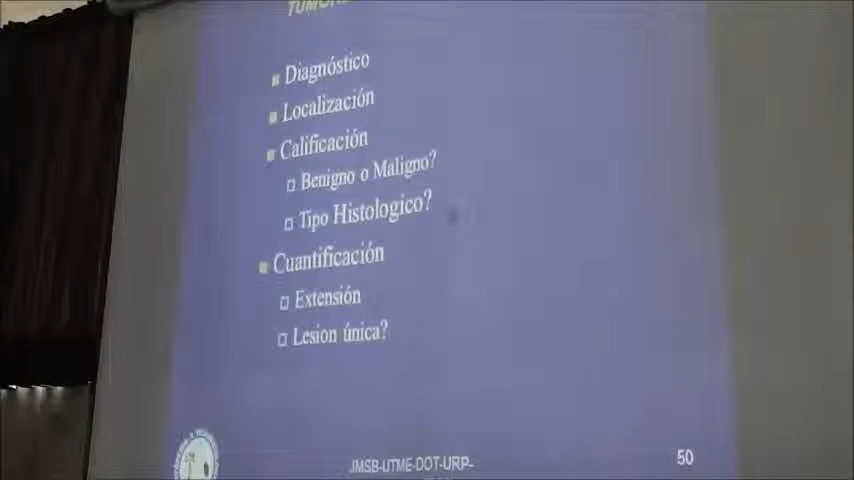 Diagnóstico
Localización
Calificación
Benigno o Maligno?
Tipo Histologico?
Cuantificación
Extensión
Lesion única?
JMSB-UTME-DOT-URP-
50